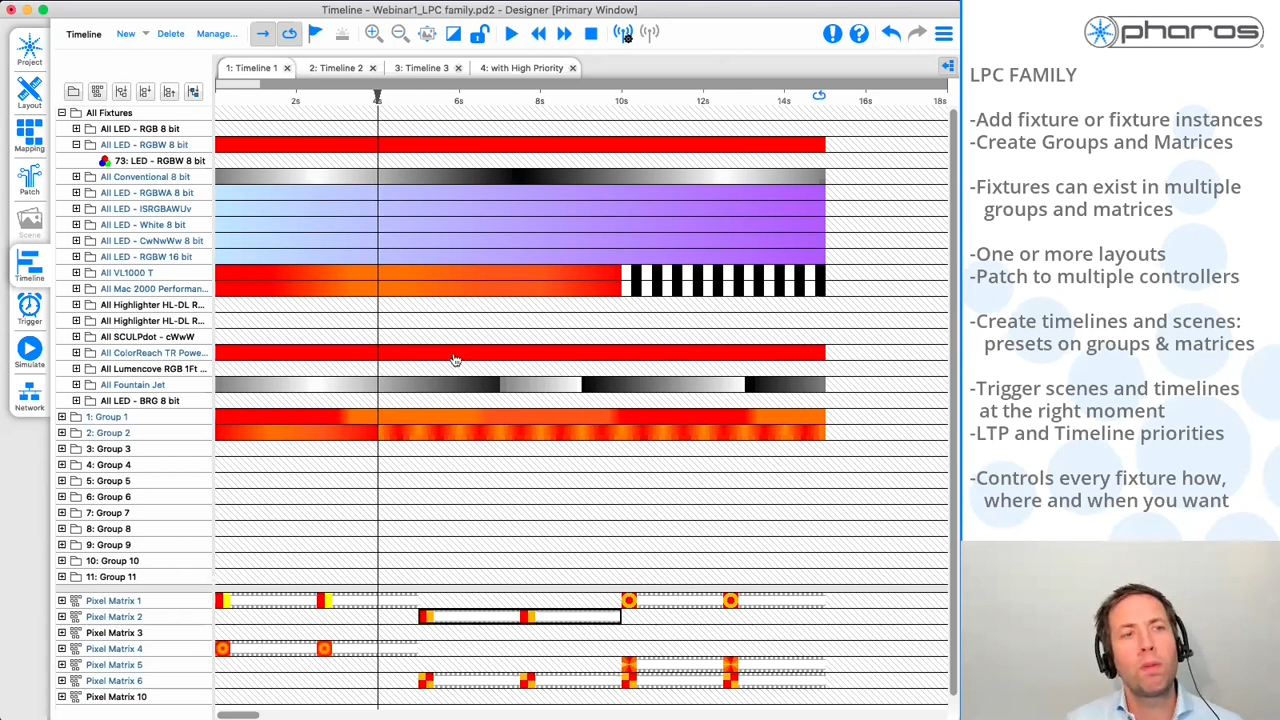 Timeline - Webinar1_LPC family.pd2 - Designer [Primary Window]
Timeline New Delete Manage...
1: Timeline 1 2: Timeline 2 3: Timeline 3 4: with High Priority
2s 4s 6s 8s 10s 12s 14s 16s 18s
Project
Layout
Mapping
Patch
Scene
Timeline
Trigger
Simulate
Network
All Fixtures
All LED - RGB 8 bit
All LED - RGBW 8 bit
73: LED - RGBW 8 bit
All Conventional 8 bit
All LED - RGBWA 8 bit
All LED - ISRGBAWUv
All LED - White 8 bit
All LED - CwNwWw 8 bit
All LED - RGBW 16 bit
All VL1000 T
All Mac 2000 Performan...
All Highlighter HL-DL R...
All Highlighter HL-DL R...
All SCULPdot - cWwW
All ColorReach TR Powe...
All Lumencove RGB 1Ft ...
All Fountain Jet
All LED - BRG 8 bit
1: Group 1
2: Group 2
3: Group 3
4: Group 4
5: Group 5
6: Group 6
7: Group 7
8: Group 8
9: Group 9
10: Group 10
11: Group 11
Pixel Matrix 1
Pixel Matrix 2
Pixel Matrix 3
Pixel Matrix 4
Pixel Matrix 5
Pixel Matrix 6
Pixel Matrix 10
pharos
LPC FAMILY
-Add fixture or fixture instances
-Create Groups and Matrices
-Fixtures can exist in multiple
groups and matrices
-One or more layouts
-Patch to multiple controllers
-Create timelines and scenes:
presets on groups & matrices
-Trigger scenes and timelines
at the right moment
-LTP and Timeline priorities
-Controls every fixture how,
where and when you want